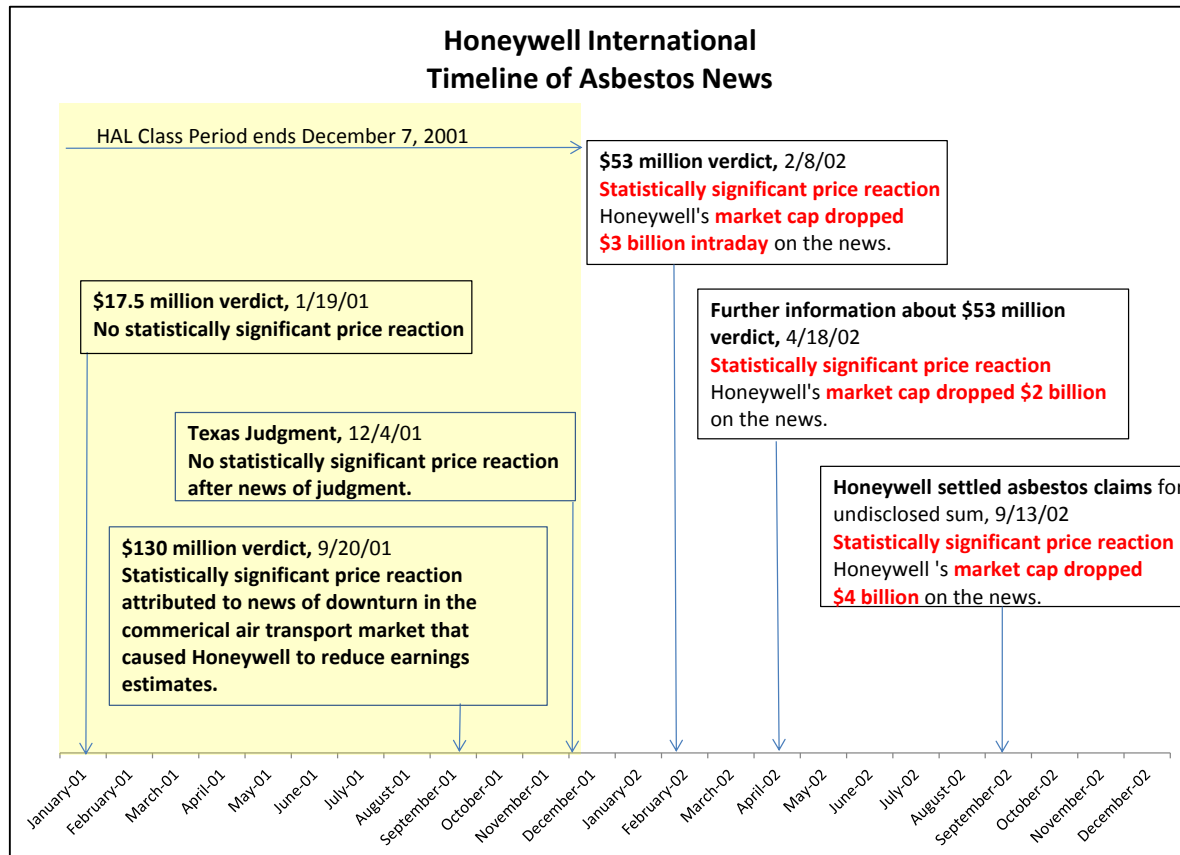 Honeywell International
Timeline of Asbestos News
HAL Class Period ends December 7, 2001
$53 million verdict, 2/8/02
Statistically significant price reaction
Honeywell's market cap dropped
$3 billion intraday on the news.
$17.5 million verdict, 1/19/01
No statistically significant price reaction
Further information about $53 million
verdict, 4/18/02
Statistically significant price reaction
Honeywell's market cap dropped $2 billion
on the news.
Texas Judgment, 12/4/01
No statistically significant price reaction
after news of judgment.
Honeywell settled asbestos claims for
undisclosed sum, 9/13/02
Statistically significant price reaction
Honeywell 's market cap dropped
$4 billion on the news.
$130 million verdict, 9/20/01
Statistically significant price reaction
attributed to news of downturn in the
commerical air transport market that
caused Honeywell to reduce earnings
estimates.
January-01
February-01
March-01
April-01
May-01
June-01
July-01
August-01
September-01
October-01
November-01
December-01
January-02
February-02
March-02
April-02
May-02
June-02
July-02
August-02
September-02
October-02
November-02
December-02